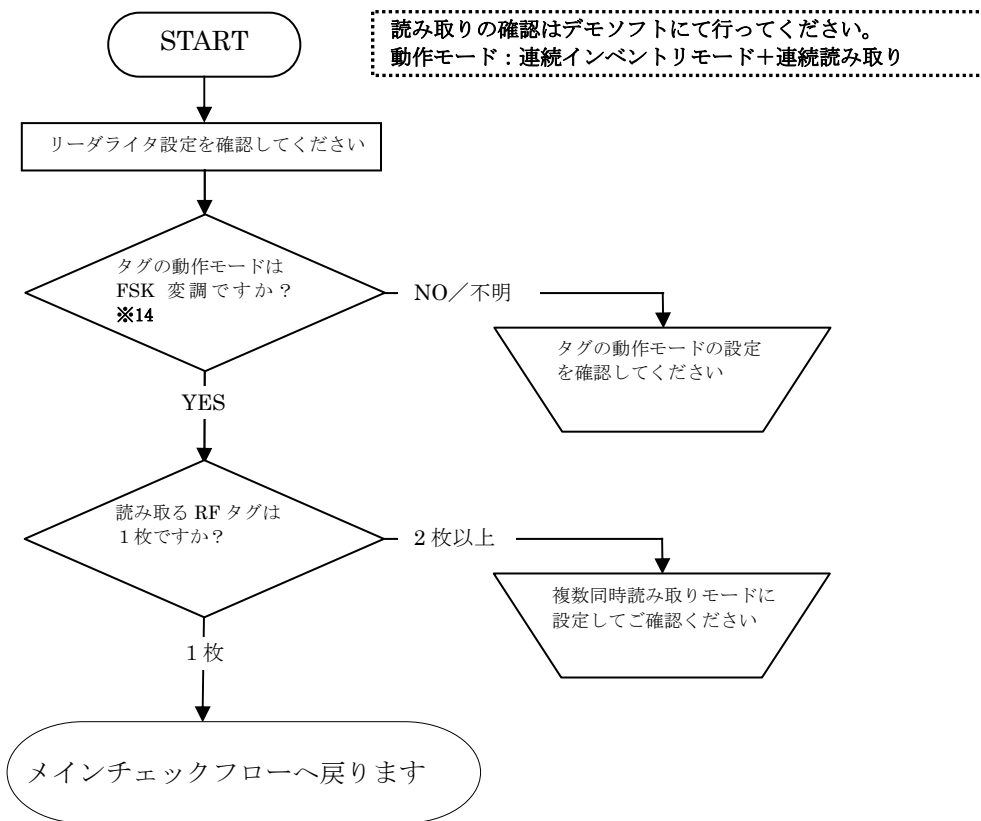 START
読み取りの確認はデモソフトにて行ってください。
動作モード：連続インベントリモード＋連続読み取り
リーダライタ設定を確認してください
タグの動作モードは
FSK 変調ですか？
※14
NO／不明
タグの動作モードの設定
を確認してください
YES
読み取る RF タグは
１枚ですか？
2 枚以上
複数同時読み取りモードに
設定してご確認ください
1 枚
メインチェックフローへ戻ります